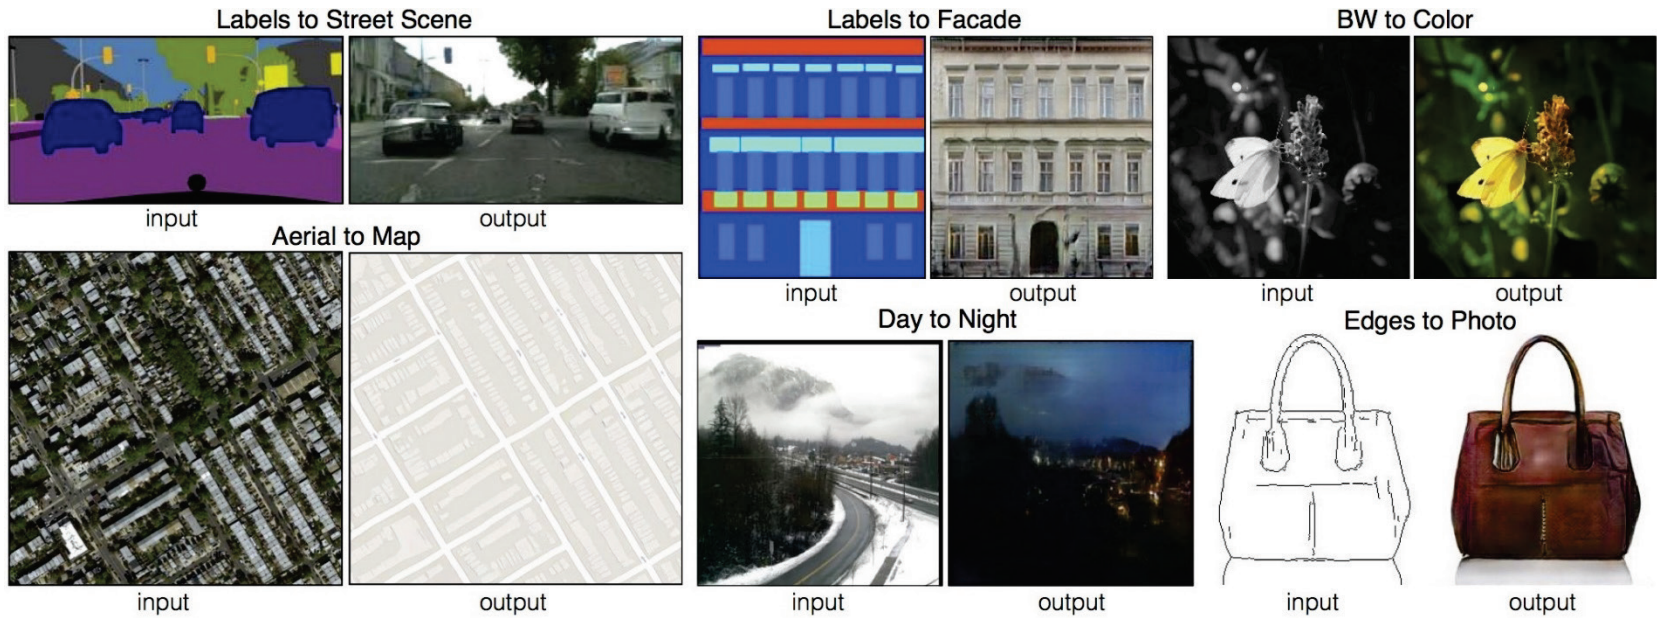 Labels to Street Scene
input
output
Aerial to Map
input
output
Labels to Facade
input
output
BW to Color
input
output
Day to Night
input
output
Edges to Photo
input
output